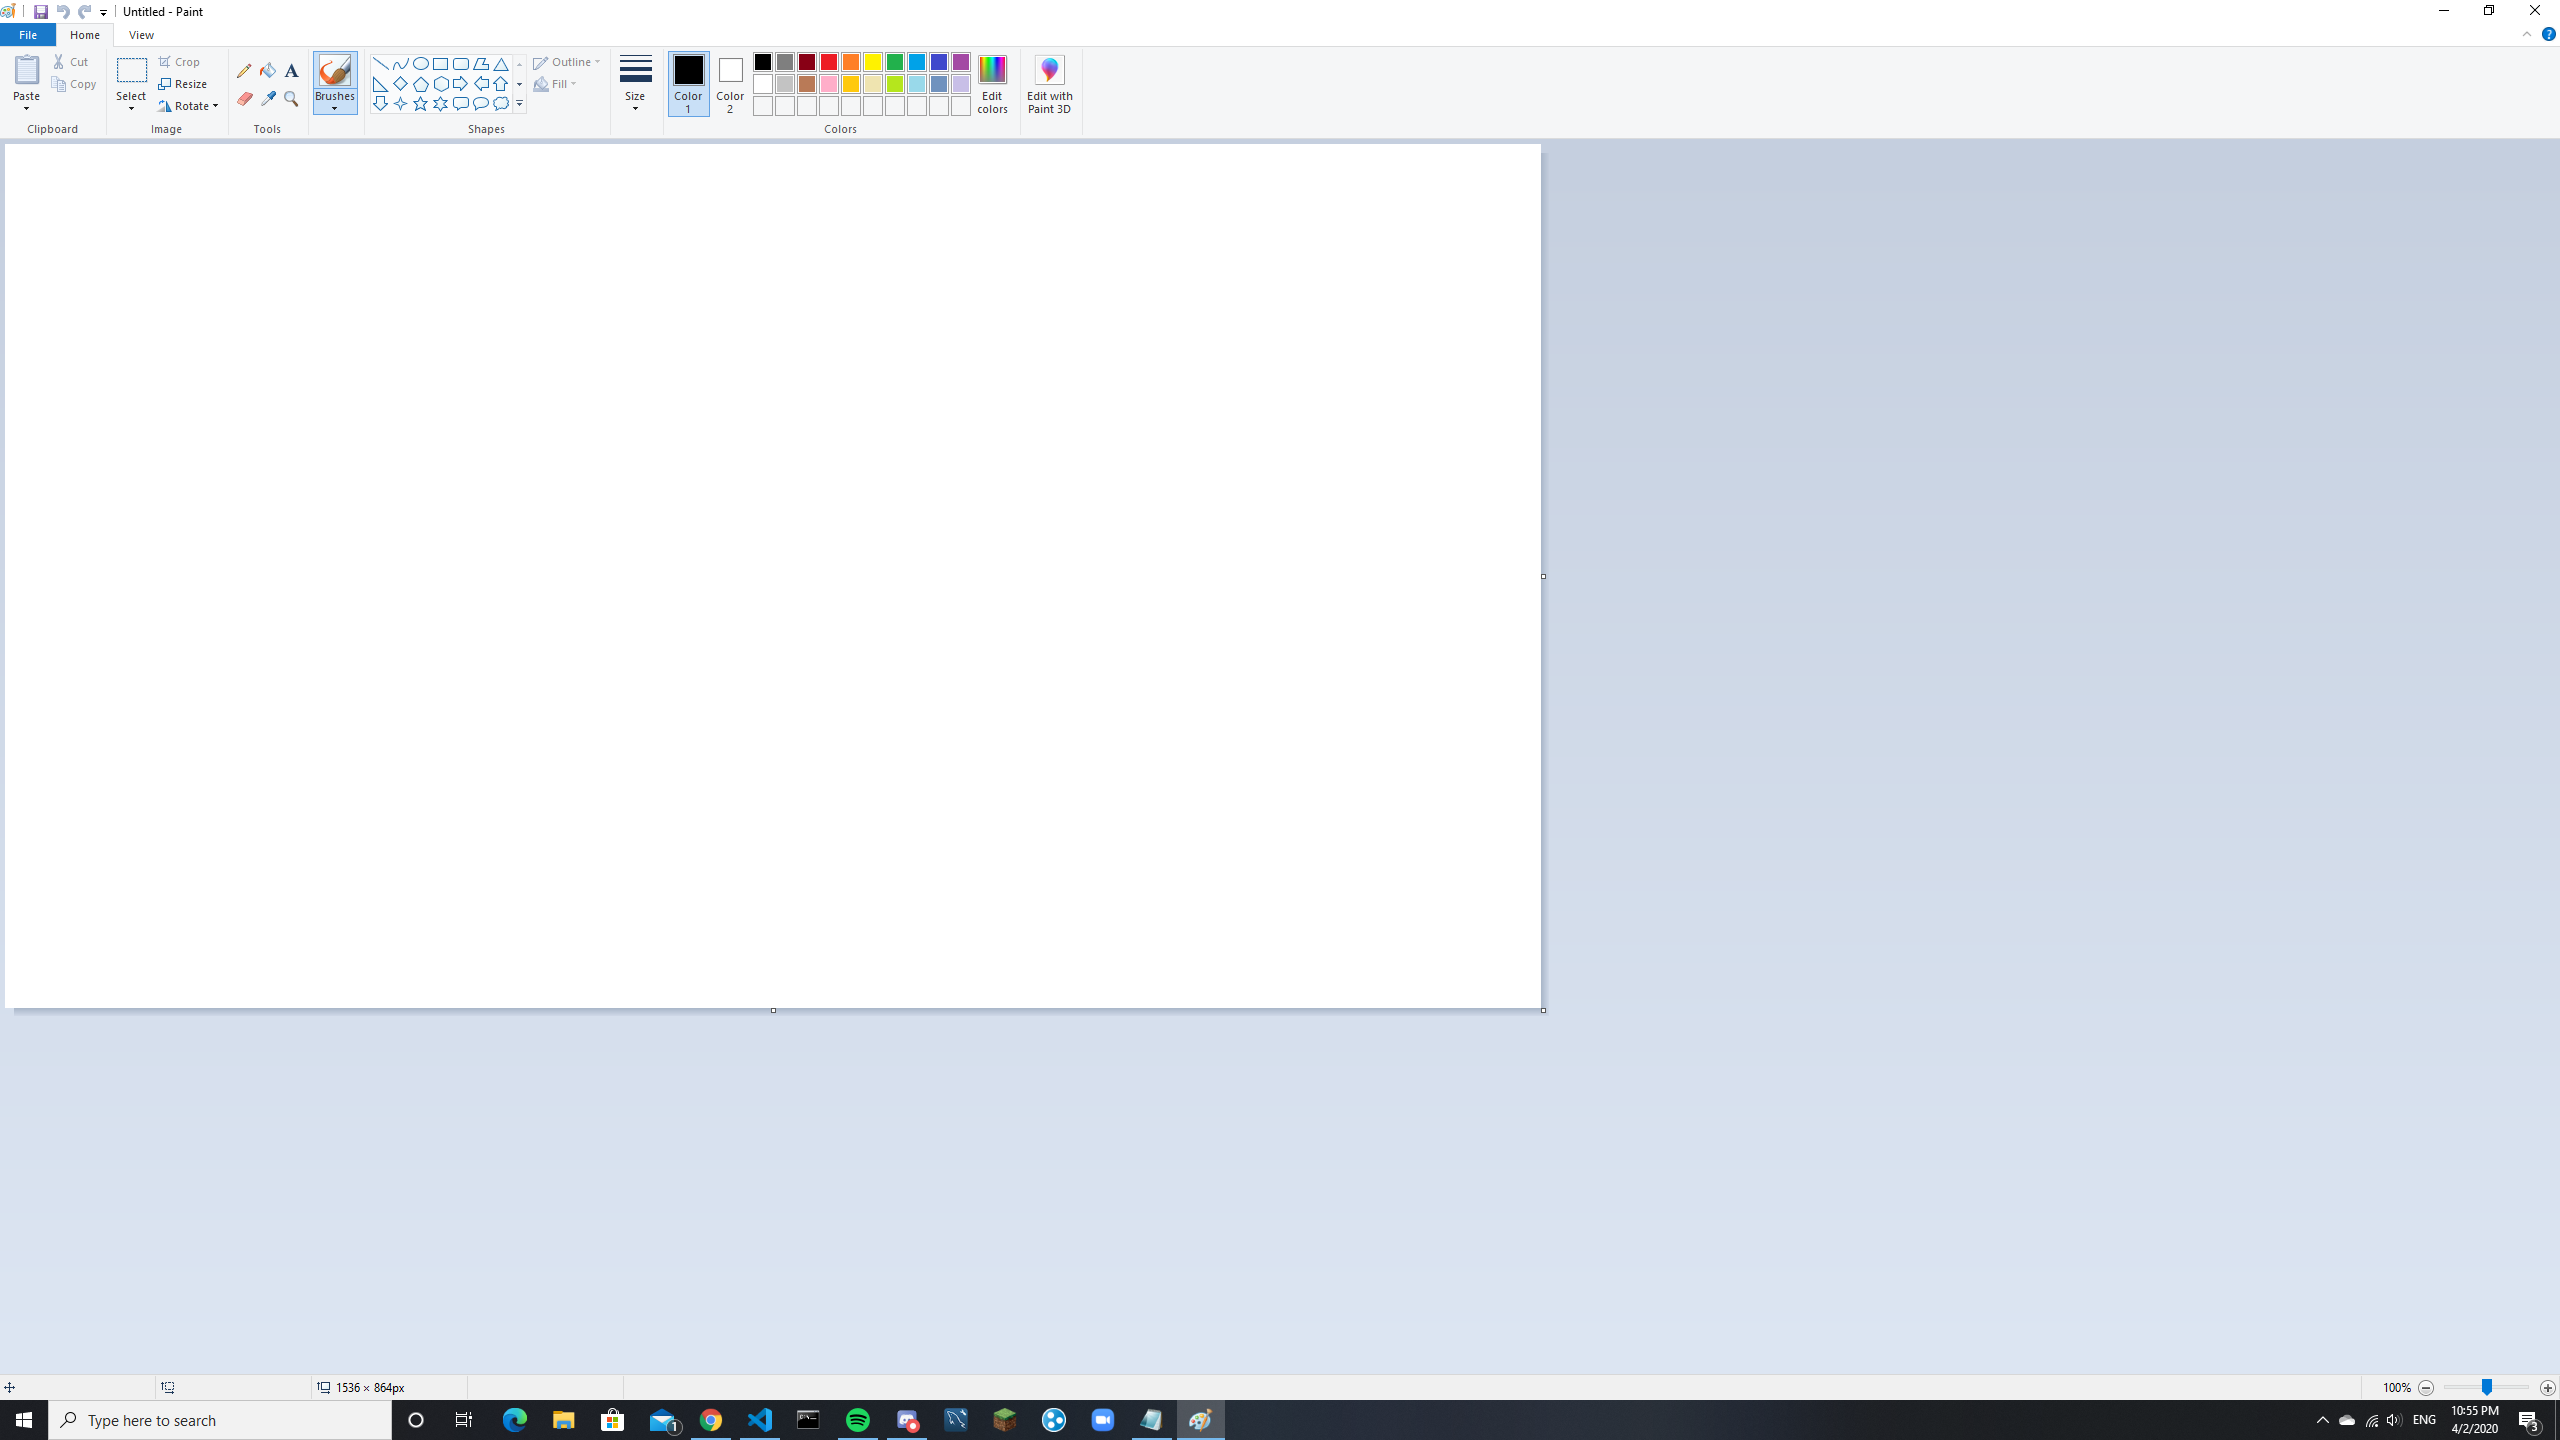 Untitled - Paint
File Home View
Paste Cut Copy
Clipboard
Select Crop Resize Rotate
Image
A
Tools
Brushes
Shapes
Outline
Fill
Size
Color 1
Color 2
Edit colors
Colors
Edit with Paint 3D
1536 × 864px
100%
Type here to search
1
ENG
10:55 PM
4/2/2020
3